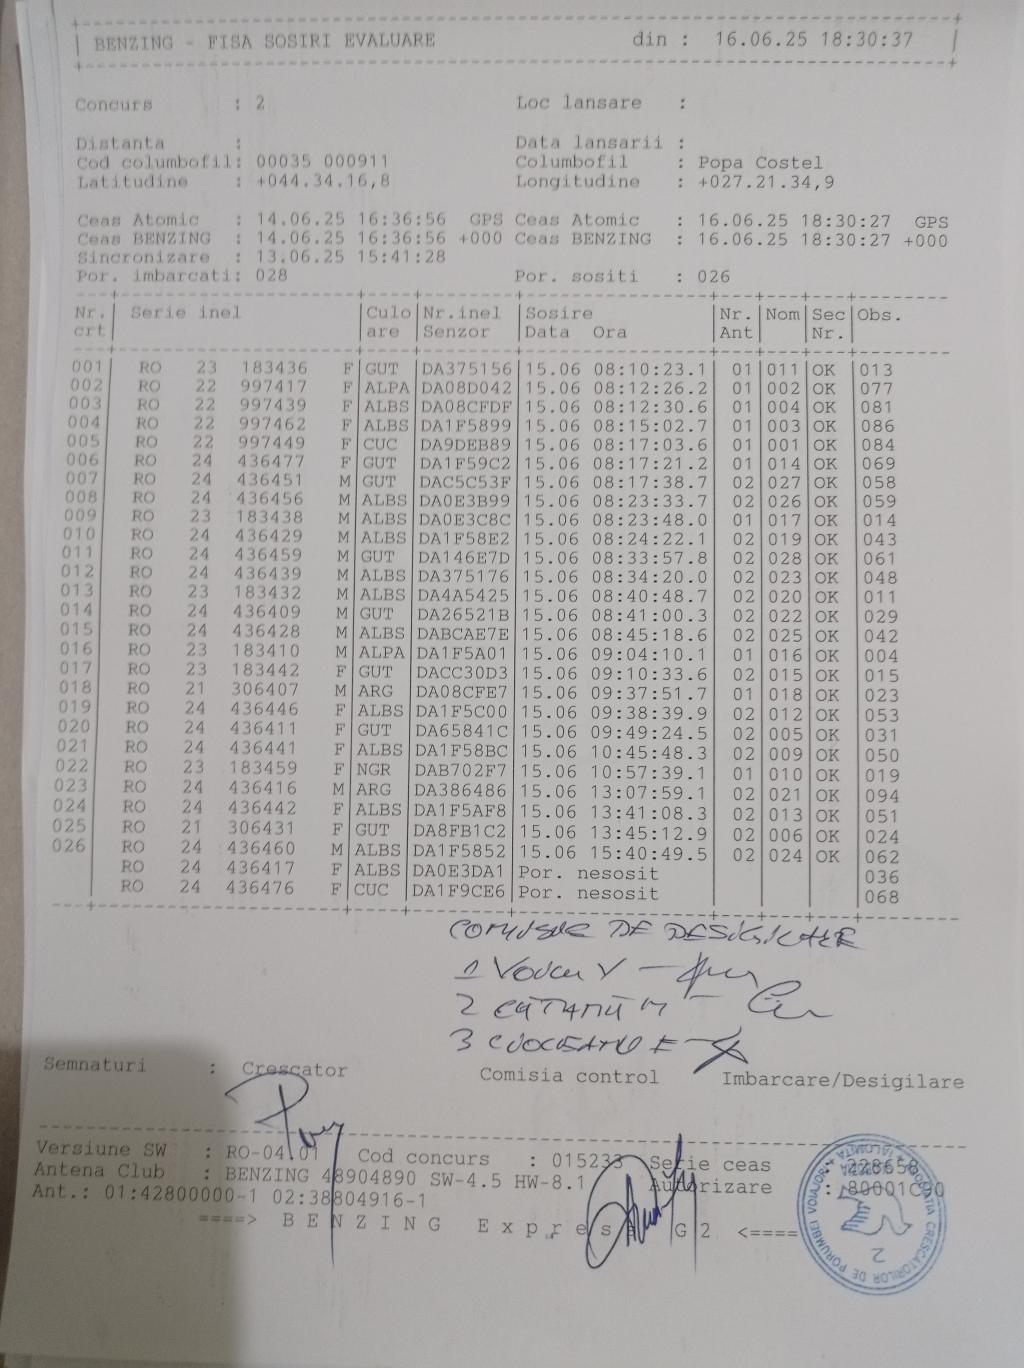 BENZING - FISA SOSIRI EVALUARE din : 16.06.25 18:30:37
Concurs : 2 Loc lansare :
Distanta : Data lansarii :
Cod columbofil: 00035 000911 Columbofil : Popa Costel
Latitudine : +044.34.16,8 Longitudine : +027.21.34,9
Ceas Atomic : 14.06.25 16:36:56 GPS Ceas Atomic : 16.06.25 18:30:27 GPS
Ceas BENZING : 14.06.25 16:36:56 +000 Ceas BENZING : 16.06.25 18:30:27 +000
Sincronizare : 13.06.25 15:41:28
Por. imbarcati: 028 Por. sositi : 026
Nr. Serie inel Culo Nr.inel Sosire Nr. Nom Sec Obs.
crt are Senzor Data Ora Ant Nr.
001 RO 23 183436 F GUT DA375156 15.06 08:10:23.1 01 011 OK 013
002 RO 22 997417 F ALPA DA08D042 15.06 08:12:26.2 01 002 OK 077
003 RO 22 997439 F ALBS DA08CFDF 15.06 08:12:30.6 01 004 OK 081
004 RO 22 997462 F ALBS DA1F5899 15.06 08:15:02.7 01 003 OK 086
005 RO 22 997449 F CUC DA9DEB89 15.06 08:17:03.6 01 001 OK 084
006 RO 24 436477 F GUT DA1F59C2 15.06 08:17:21.2 01 014 OK 069
007 RO 24 436451 M GUT DAC5C53F 15.06 08:17:38.7 02 027 OK 058
008 RO 24 436456 M ALBS DA0E3B99 15.06 08:23:33.7 02 026 OK 059
009 RO 23 183438 M ALBS DA0E3C8C 15.06 08:23:48.0 01 017 OK 014
010 RO 24 436429 M ALBS DA1F58E2 15.06 08:24:22.1 02 019 OK 043
011 RO 24 436459 M GUT DA146E7D 15.06 08:33:57.8 02 028 OK 061
012 RO 24 436439 M ALBS DA375176 15.06 08:34:20.0 02 023 OK 048
013 RO 23 183432 M ALBS DA4A5425 15.06 08:40:48.7 02 020 OK 011
014 RO 24 436409 M GUT DA26521B 15.06 08:41:00.3 02 022 OK 029
015 RO 24 436428 M ALBS DABCAE7E 15.06 08:45:18.6 02 025 OK 042
016 RO 23 183410 M ALPA DA1F5A01 15.06 09:04:10.1 01 016 OK 004
017 RO 23 183442 F GUT DACC30D3 15.06 09:10:33.6 02 015 OK 015
018 RO 21 306407 M ARG DA08CFE7 15.06 09:37:51.7 01 018 OK 023
019 RO 24 436446 F ALBS DA1F5C00 15.06 09:38:39.9 02 012 OK 053
020 RO 24 436411 F GUT DA65841C 15.06 09:49:24.5 02 005 OK 031
021 RO 24 436441 F ALBS DA1F58BC 15.06 10:45:48.3 02 009 OK 050
022 RO 23 183459 F NGR DAB702F7 15.06 10:57:39.1 01 010 OK 019
023 RO 24 436416 M ARG DA386486 15.06 13:07:59.1 02 021 OK 094
024 RO 24 436442 F ALBS DA1F5AF8 15.06 13:41:08.3 02 013 OK 051
025 RO 21 306431 F GUT DA8FB1C2 15.06 13:45:12.9 02 006 OK 024
026 RO 24 436460 M ALBS DA1F5852 15.06 15:40:49.5 02 024 OK 062
RO 24 436417 F ALBS DA0E3DA1 Por. nesosit 036
RO 24 436476 F CUC DA1F9CE6 Por. nesosit 068
DE DESIGILARE
1
2
3
Semnaturi : Crescator Comisia control Imbarcare/Desigilare
Versiune SW : RO-04.01 Cod concurs : 015233 Serie ceas : 228658
Antena Club : BENZING 48904890 SW-4.5 HW-8.1 Autorizare :
Ant.: 01:42800000-1 02:38804916-1
====> BENZING Express G2 <====
CRESCATORILOR DE PORUMBEI VOIAJORI IALOMITA
2